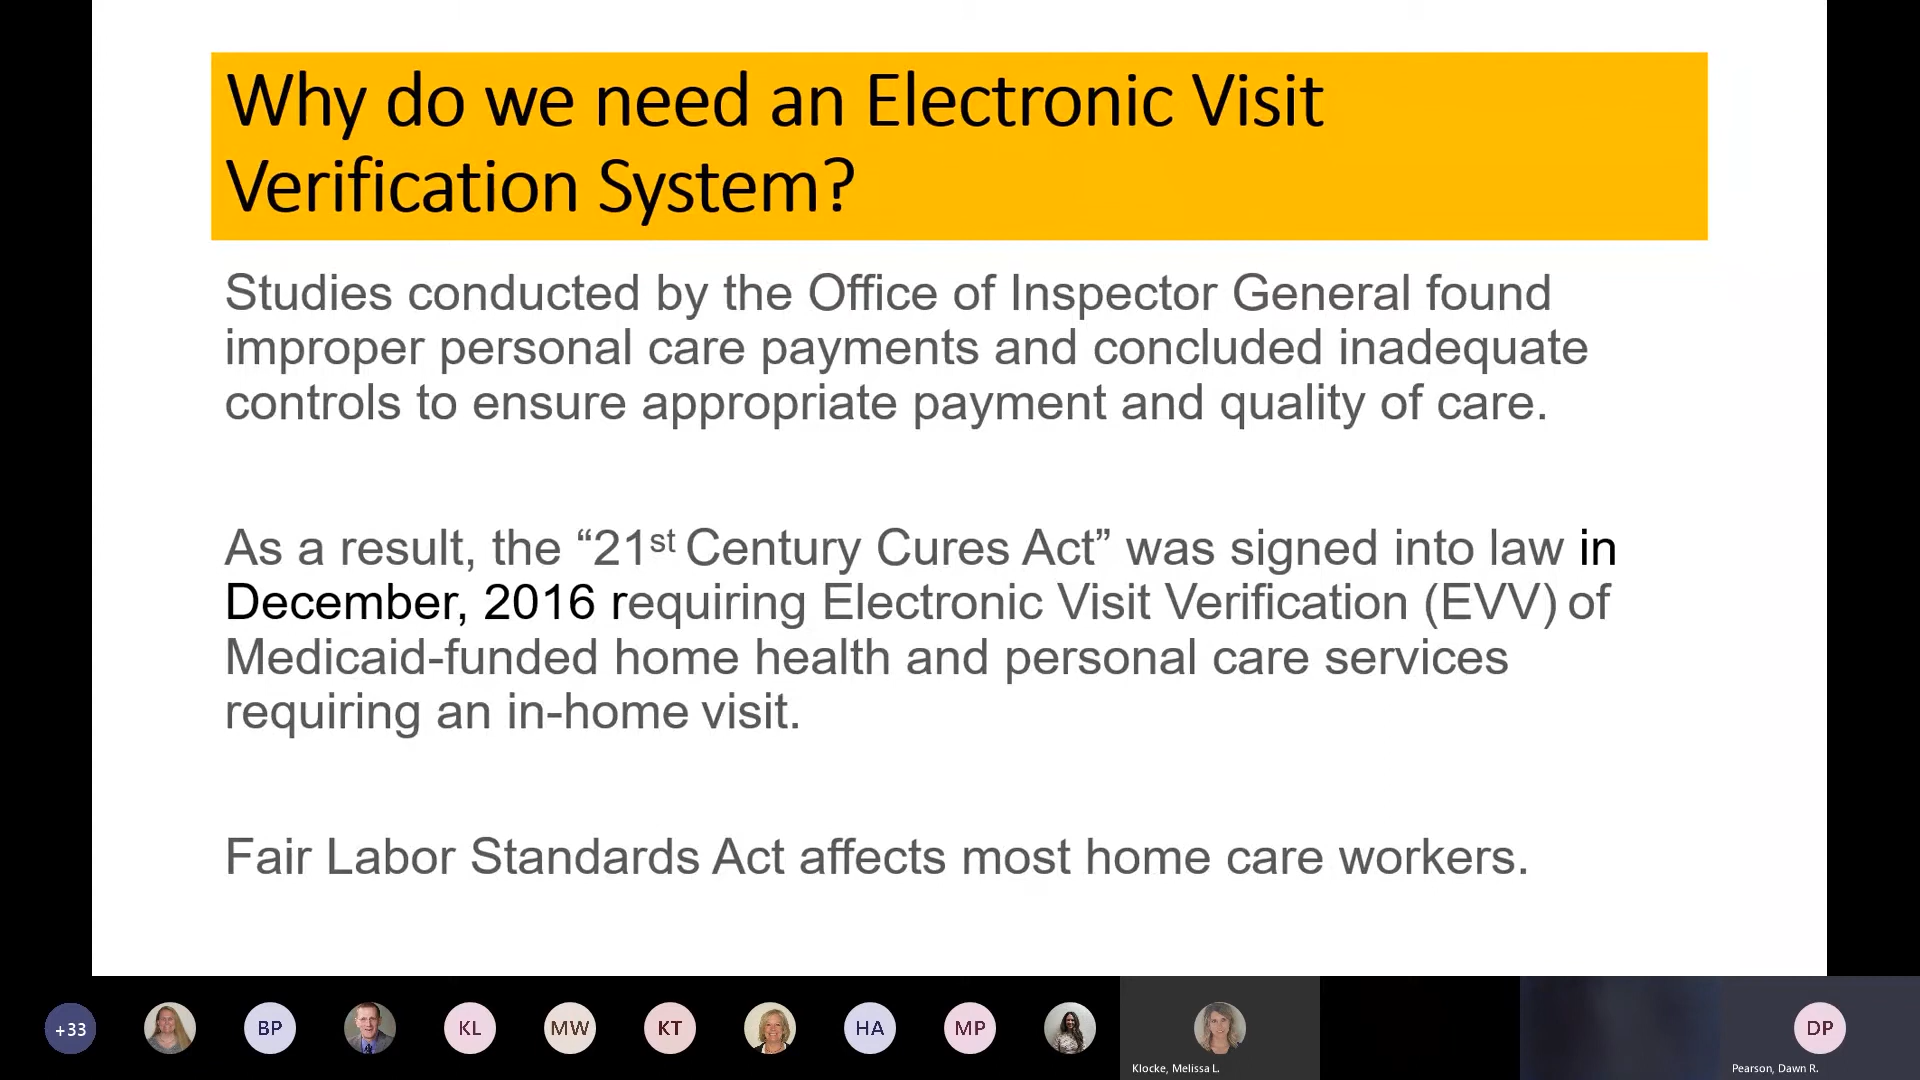 Why do we need an Electronic Visit
Verification System?
Studies conducted by the Office of Inspector General found
improper personal care payments and concluded inadequate
controls to ensure appropriate payment and quality of care.
As a result, the “21st Century Cures Act” was signed into law in
December, 2016 requiring Electronic Visit Verification (EVV) of
Medicaid-funded home health and personal care services
requiring an in-home visit.
Fair Labor Standards Act affects most home care workers.
+33
BP
KL
MW
KT
HA
MP
DP
Klocke, Melissa L.
Pearson, Dawn R.